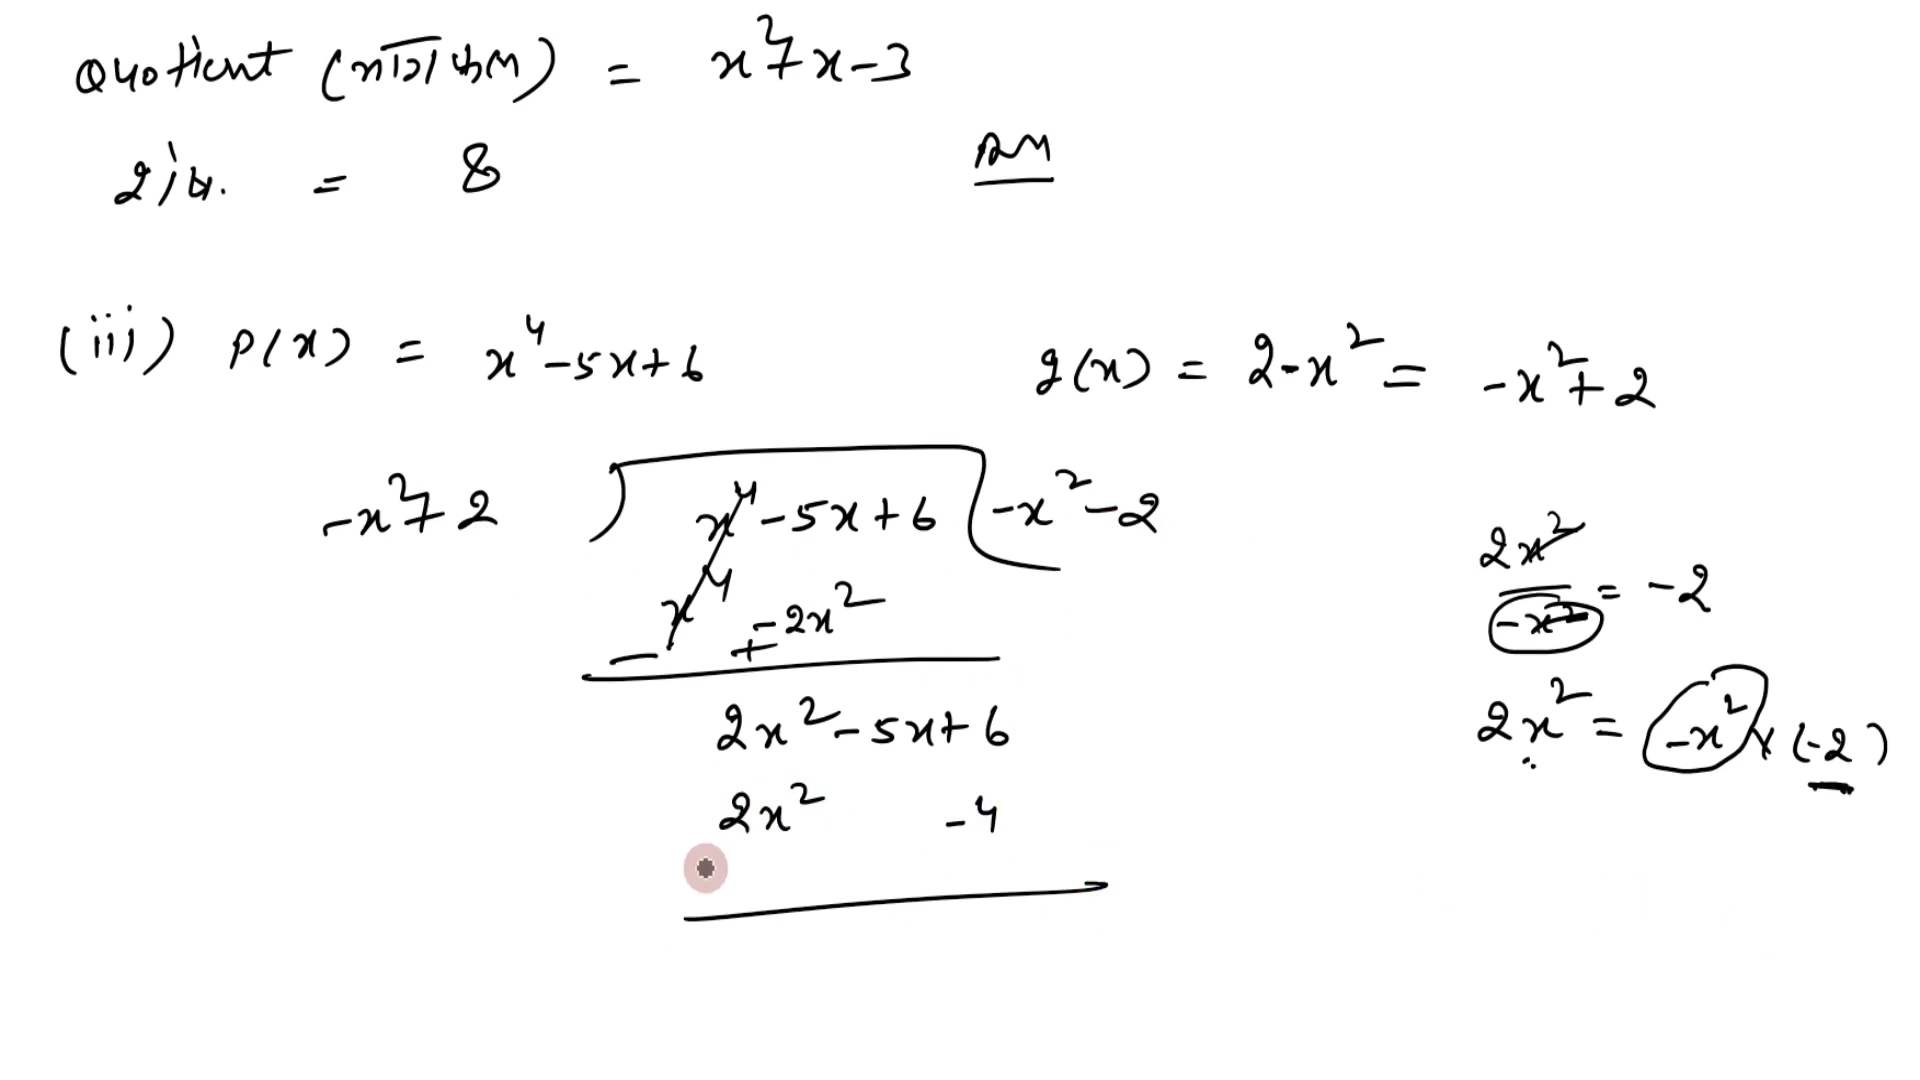 Quotient (भागफल) = x²+x-3
शेष. = 8
Ans
(iii) P(x) = x⁴-5x+6 g(x) = 2-x² = -x²+2
-x²+2 ) x⁴-5x+6 ( -x²-2
x⁴ -2x²
- +
2x²-5x+6
2x² -4
2x²/-x² = -2
2x² = -x² × (-2)